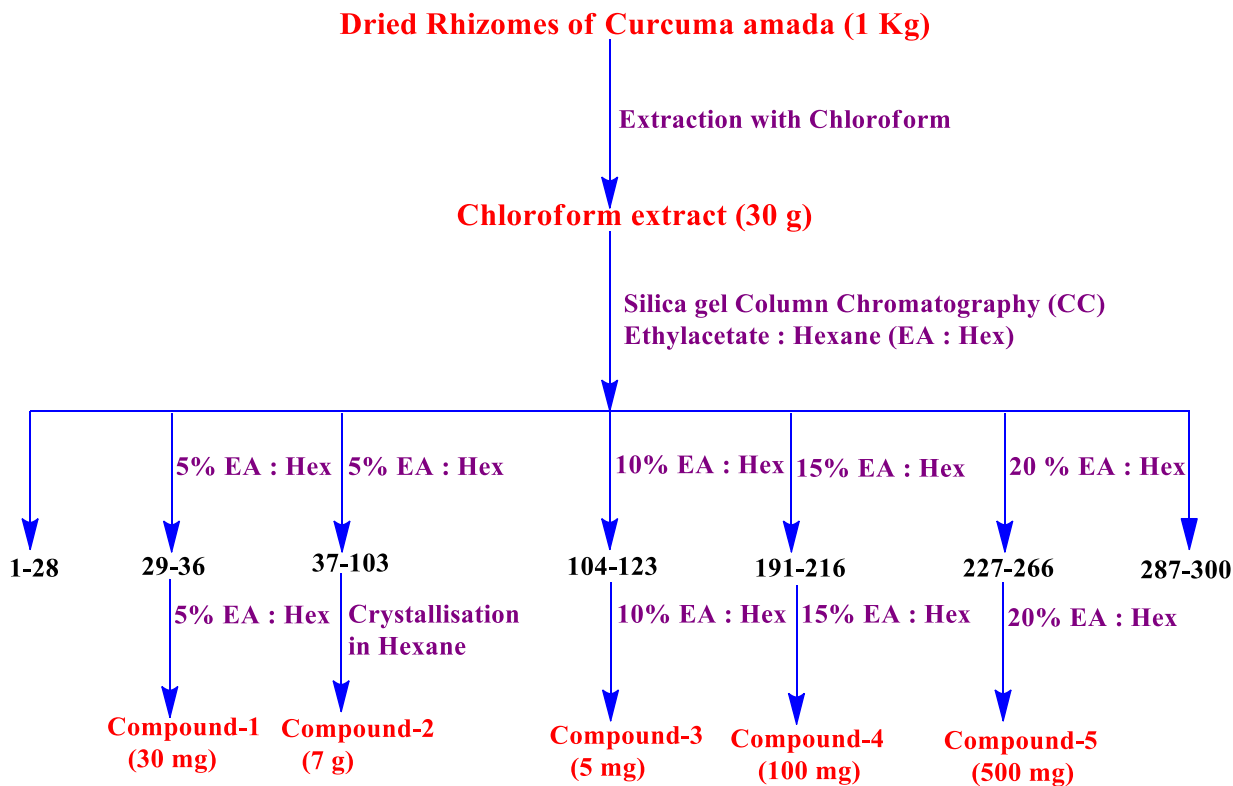 Dried Rhizomes of Curcuma amada (1 Kg)
Extraction with Chloroform
Chloroform extract (30 g)
Silica gel Column Chromatography (CC)
Ethylacetate : Hexane (EA : Hex)
5% EA : Hex
5% EA : Hex
10% EA : Hex
15% EA : Hex
20 % EA : Hex
1-28
29-36
37-103
104-123
191-216
227-266
287-300
5% EA : Hex
Crystallisation
in Hexane
10% EA : Hex
15% EA : Hex
20% EA : Hex
Compound-1
(30 mg)
Compound-2
(7 g)
Compound-3
(5 mg)
Compound-4
(100 mg)
Compound-5
(500 mg)